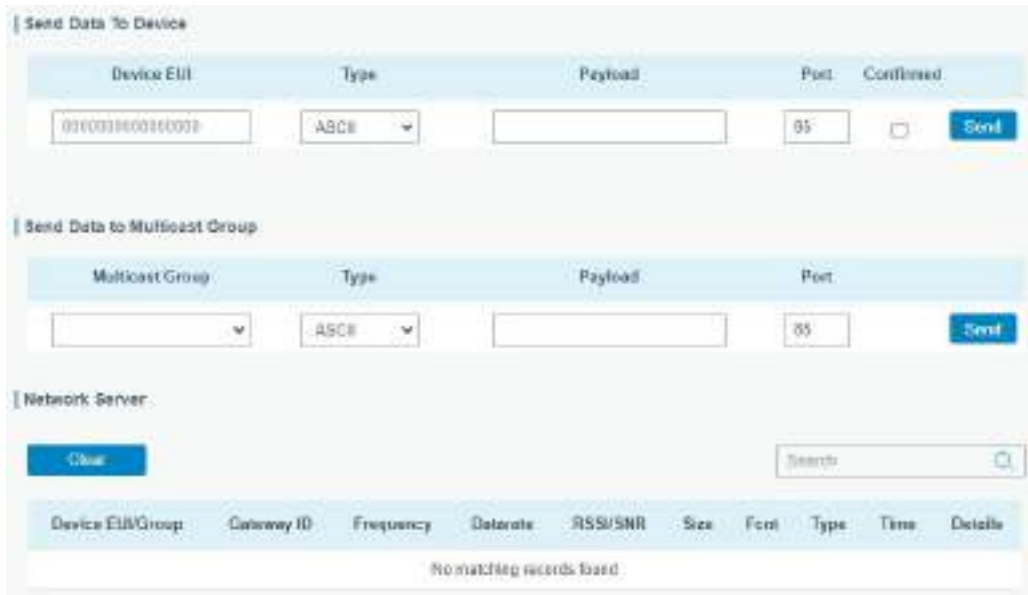 Send Data To Device
Device EUI Type Payload Port Confirmed
0000000000000000 ASCII 85 Send
Send Data to Multicast Group
Multicast Group Type Payload Port
ASCII 85 Send
Network Server
Clear Search
Device EUI/Group Gateway ID Frequency Datarate RSSI/SNR Size Fcnt Type Time Details
No matching records found